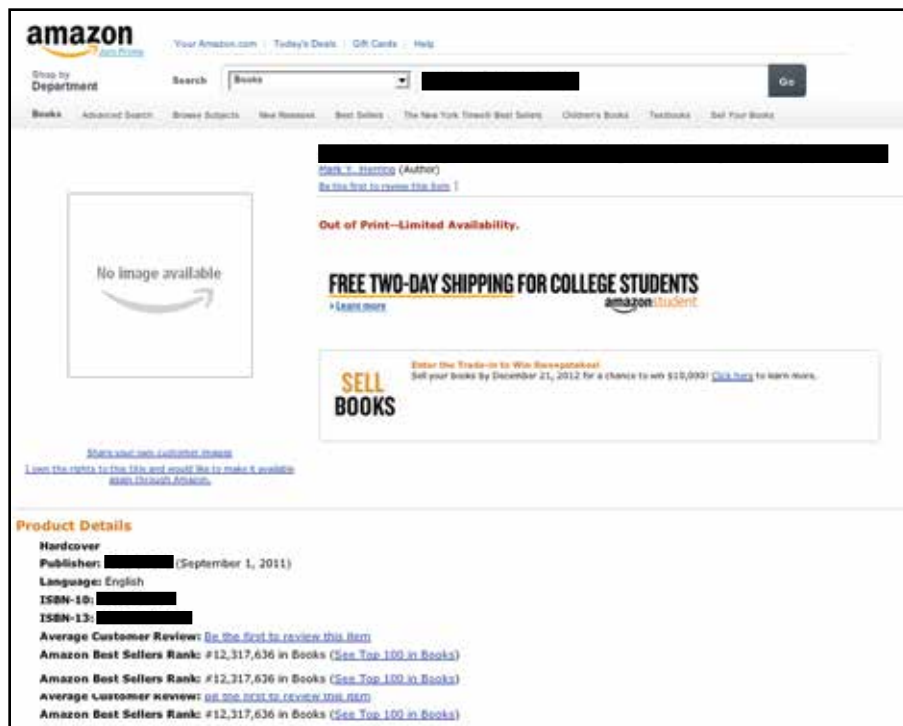 amazon
Join Prime
Your Amazon.com | Today's Deals | Gift Cards | Help
Shop by
Department
Search
Books
Go
Books Advanced Search Browse Subjects New Releases Best Sellers The New York Times® Best Sellers Children's Books Textbooks Sell Your Books
Mark Y. Herring (Author)
Be the first to review this item
Out of Print--Limited Availability.
No image available
FREE TWO-DAY SHIPPING FOR COLLEGE STUDENTS
› Learn more
amazonstudent
Enter the Trade-in to Win Sweepstakes!
Sell your books by December 21, 2012 for a chance to win $10,000! Click here to learn more.
SELL
BOOKS
Share your own customer images
I own the rights to this title and would like to make it available
again through Amazon.
Product Details
Hardcover
Publisher: (September 1, 2011)
Language: English
ISBN-10:
ISBN-13:
Average Customer Review: Be the first to review this item
Amazon Best Sellers Rank: #12,317,636 in Books (See Top 100 in Books)
Amazon Best Sellers Rank: #12,317,636 in Books (See Top 100 in Books)
Average Customer Review: Be the first to review this item
Amazon Best Sellers Rank: #12,317,636 in Books (See Top 100 in Books)